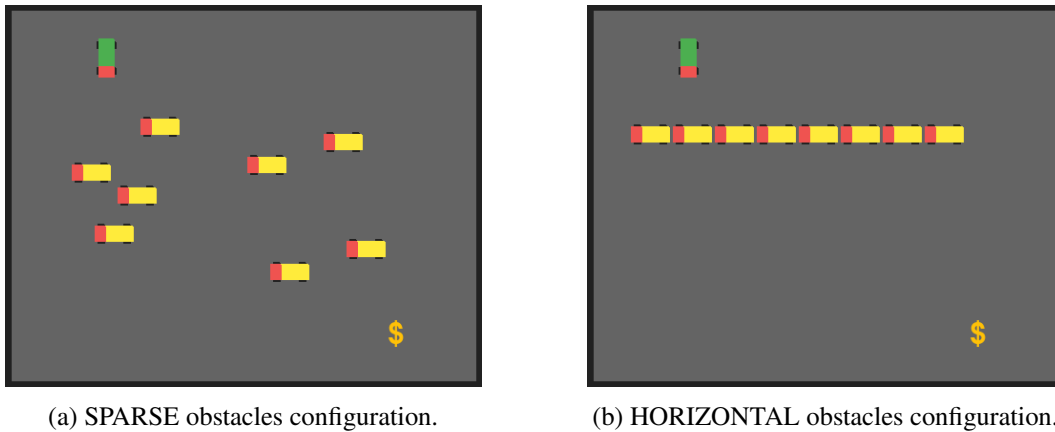 $
$
(a) SPARSE obstacles configuration.
(b) HORIZONTAL obstacles configuration.